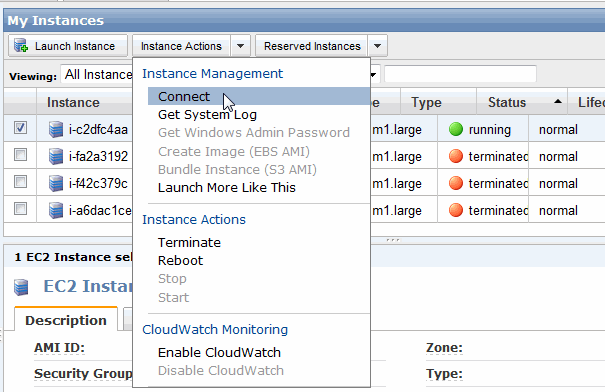 My Instances
Launch Instance Instance Actions Reserved Instances
Viewing: All Instance
Instance Type Status Lifec
i-c2dfc4aa m1.large running normal
i-fa2a3192 m1.large terminated normal
i-f42c379c m1.large terminated normal
i-a6dac1ce m1.large terminated normal
Instance Management
Connect
Get System Log
Get Windows Admin Password
Create Image (EBS AMI)
Bundle Instance (S3 AMI)
Launch More Like This
Instance Actions
Terminate
Reboot
Stop
Start
CloudWatch Monitoring
Enable CloudWatch
Disable CloudWatch
1 EC2 Instance sel
EC2 Instance
Description
AMI ID: Zone:
Security Group Type: